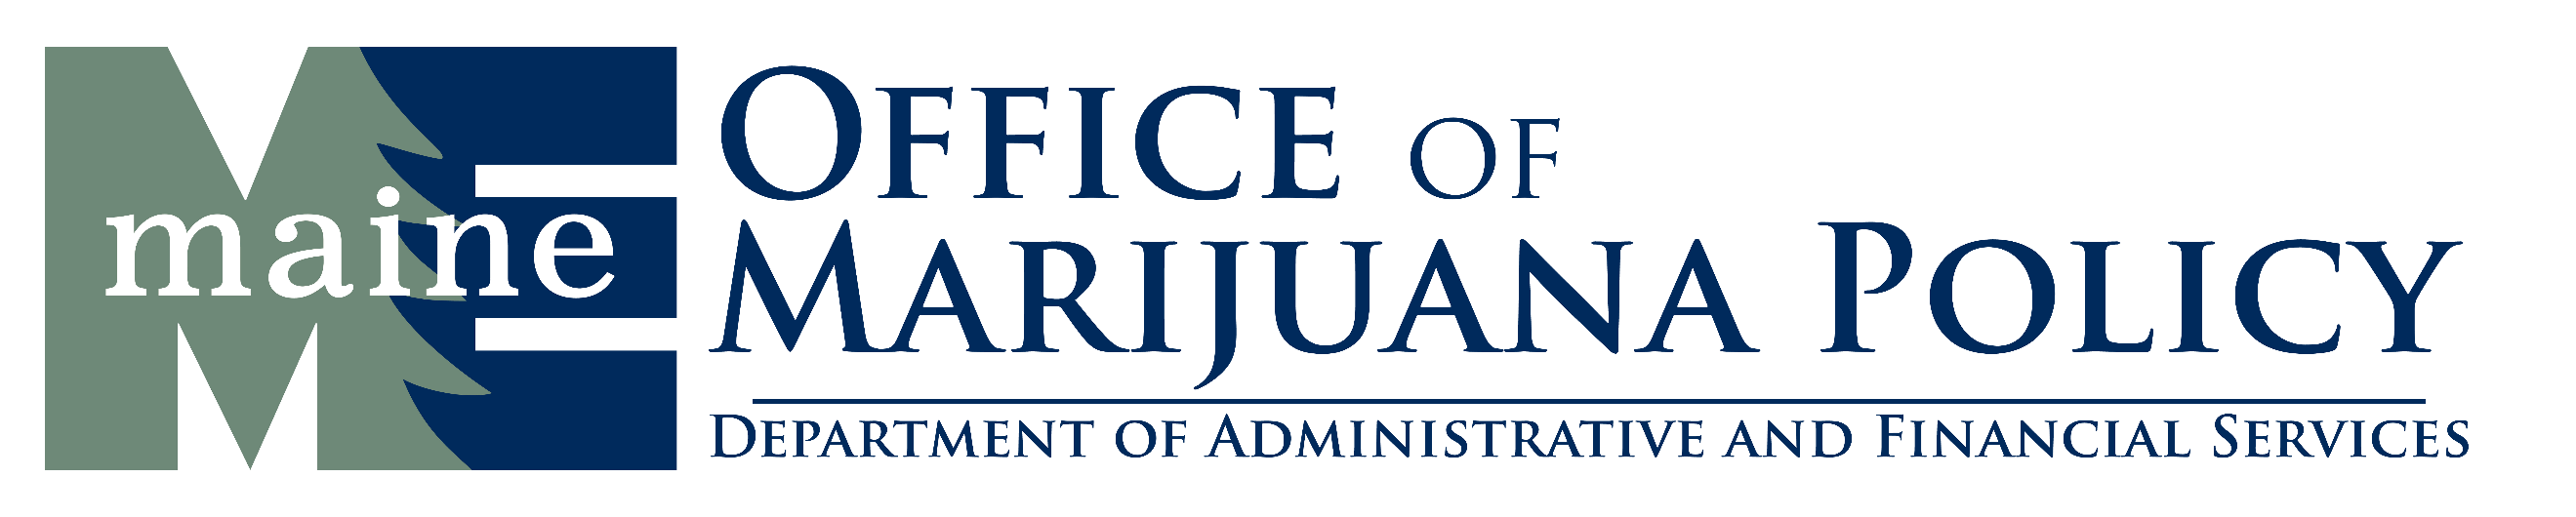 maine
OFFICE OF
MARIJUANA POLICY
DEPARTMENT OF ADMINISTRATIVE AND FINANCIAL SERVICES